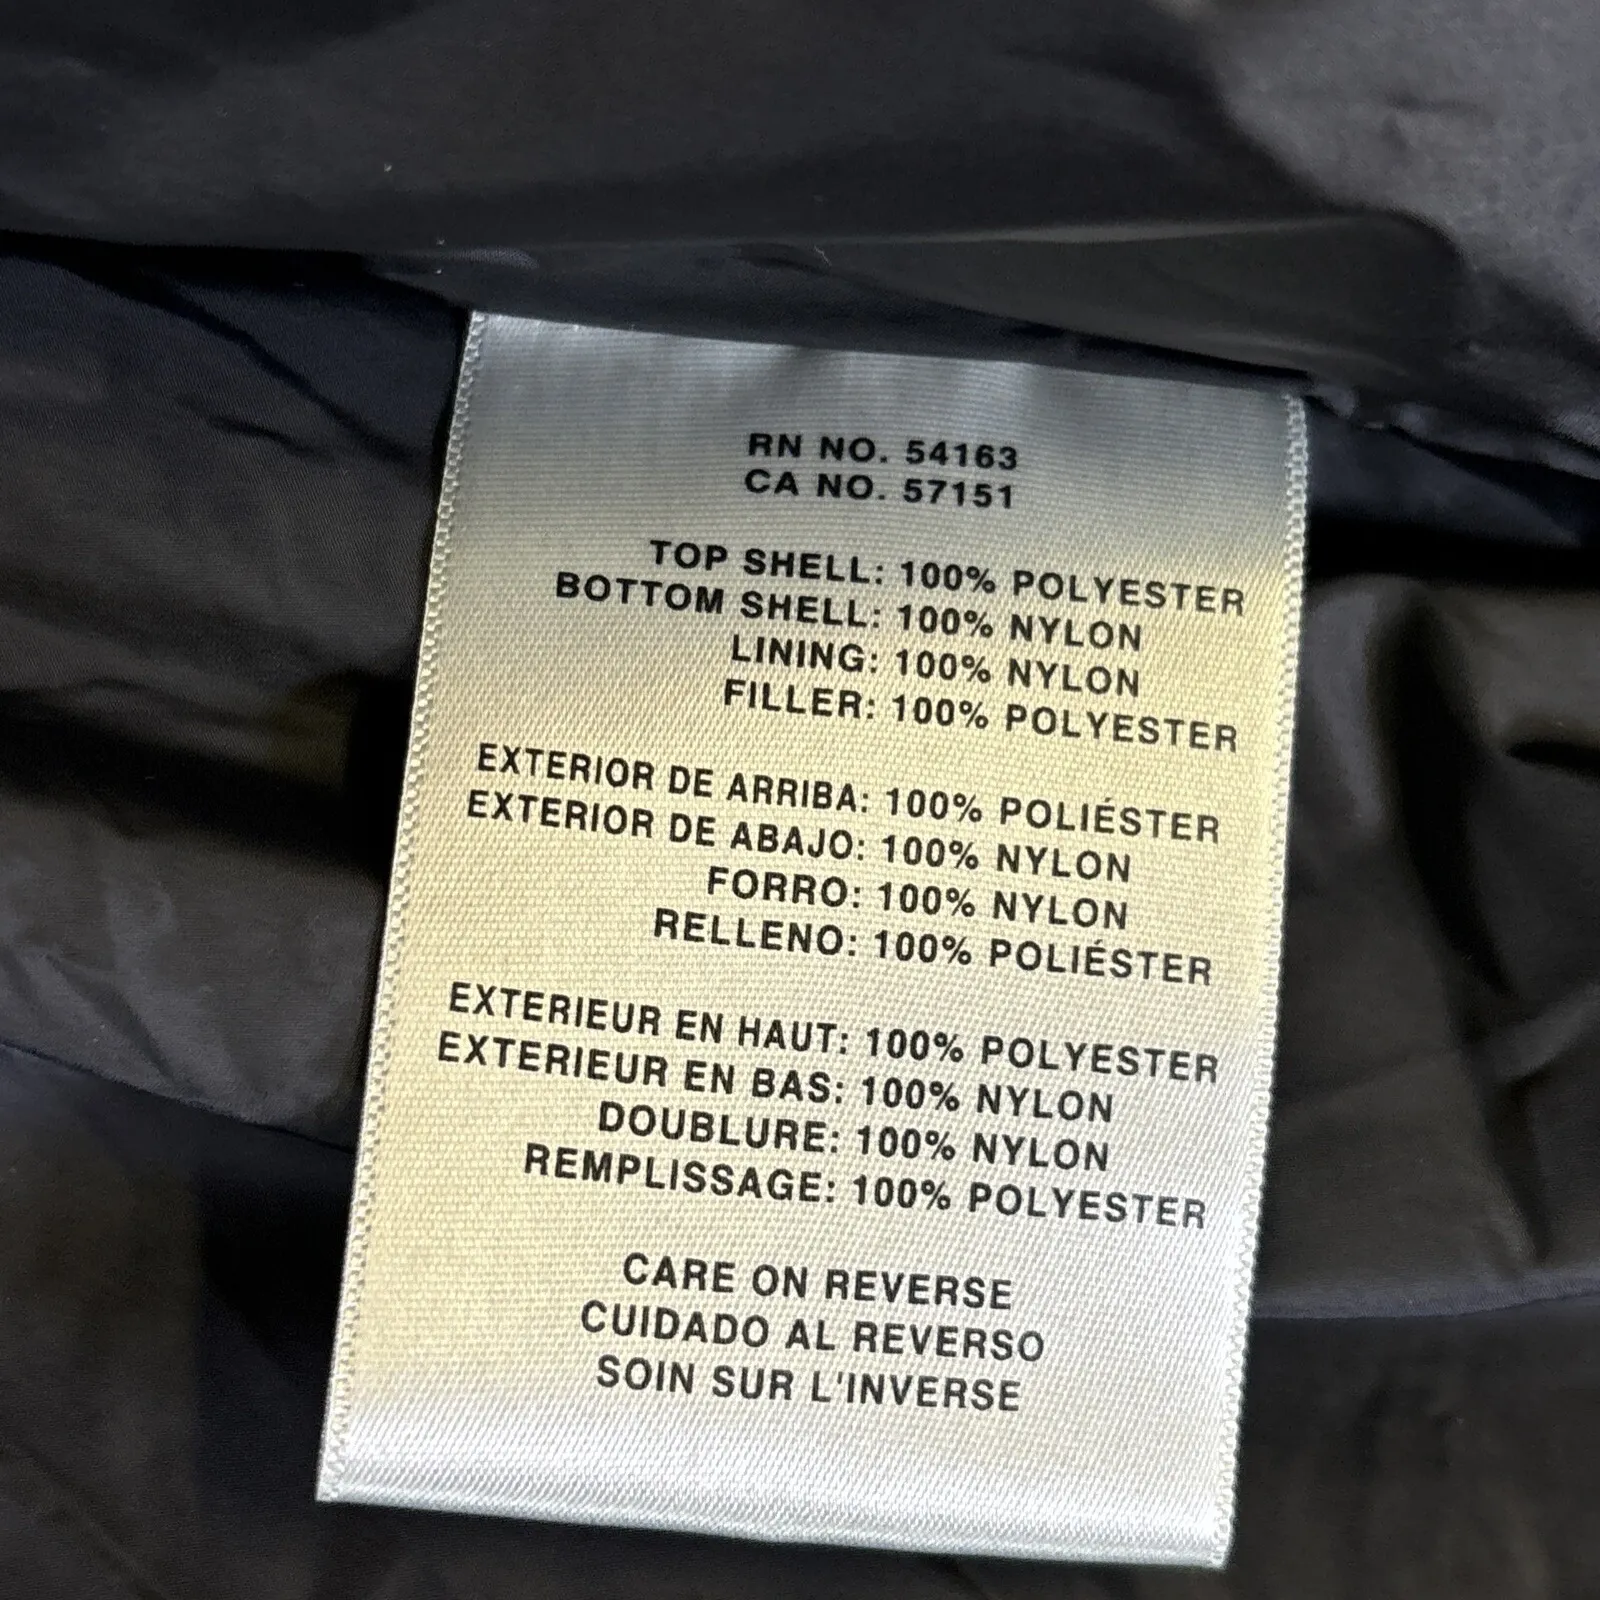 RN NO. 54163
CA NO. 57151
TOP SHELL: 100% POLYESTER
BOTTOM SHELL: 100% NYLON
LINING: 100% NYLON
FILLER: 100% POLYESTER
EXTERIOR DE ARRIBA: 100% POLIÉSTER
EXTERIOR DE ABAJO: 100% NYLON
FORRO: 100% NYLON
RELLENO: 100% POLIÉSTER
EXTERIEUR EN HAUT: 100% POLYESTER
EXTERIEUR EN BAS: 100% NYLON
DOUBLURE: 100% NYLON
REMPLISSAGE: 100% POLYESTER
CARE ON REVERSE
CUIDADO AL REVERSO
SOIN SUR L'INVERSE